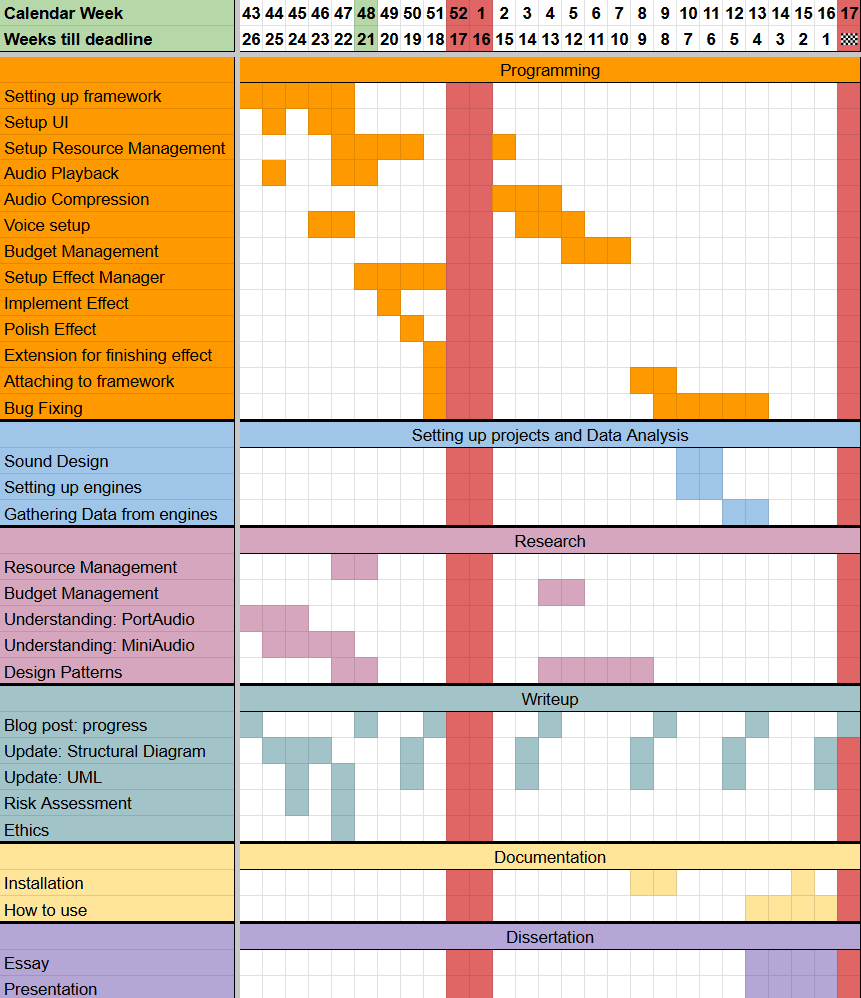 Calendar Week 43 44 45 46 47 48 49 50 51 52 1 2 3 4 5 6 7 8 9 10 11 12 13 14 15 16 17
Weeks till deadline 26 25 24 23 22 21 20 19 18 17 16 15 14 13 12 11 10 9 8 7 6 5 4 3 2 1
Programming
Setting up framework
Setup UI
Setup Resource Management
Audio Playback
Audio Compression
Voice setup
Budget Management
Setup Effect Manager
Implement Effect
Polish Effect
Extension for finishing effect
Attaching to framework
Bug Fixing
Setting up projects and Data Analysis
Sound Design
Setting up engines
Gathering Data from engines
Research
Resource Management
Budget Management
Understanding: PortAudio
Understanding: MiniAudio
Design Patterns
Writeup
Blog post: progress
Update: Structural Diagram
Update: UML
Risk Assessment
Ethics
Documentation
Installation
How to use
Dissertation
Essay
Presentation